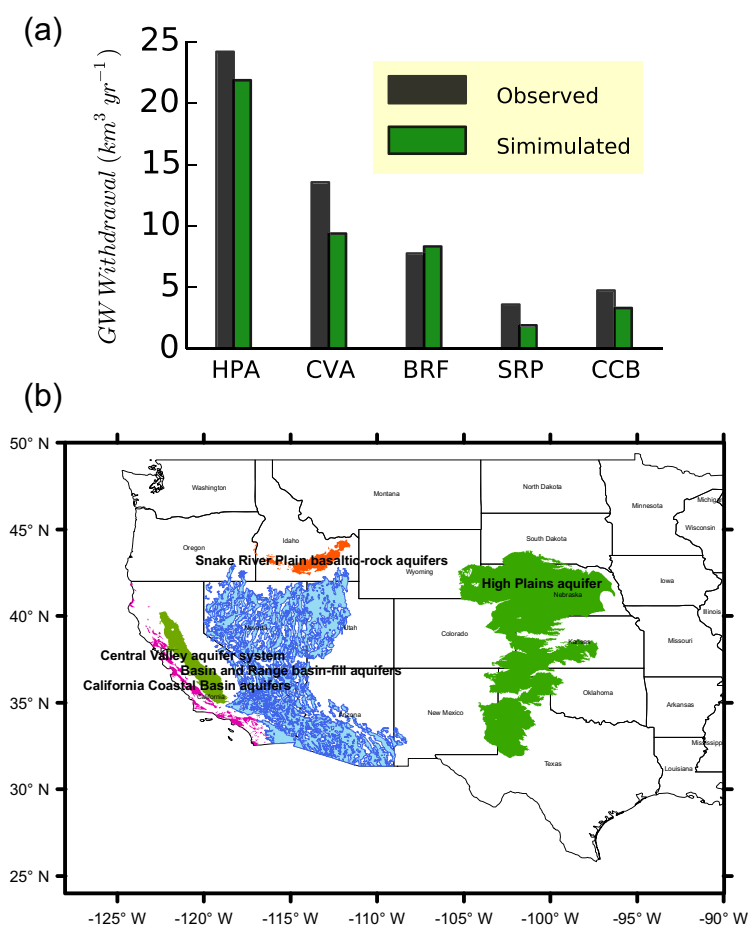 (a)
GW Withdrawal (km³ yr⁻¹)
25
20
15
10
5
0
Observed
Simimulated
HPA CVA BRF SRP CCB
(b)
50° N
45° N
40° N
35° N
30° N
25° N
Washington
Montana
North Dakota
Minnesota
Michigan
Wisconsin
Oregon
Idaho
South Dakota
Snake River Plain basaltic-rock aquifers
Wyoming
High Plains aquifer
Nebraska
Iowa
Illinois
Nevada
Utah
Colorado
Kansas
Missouri
Central Valley aquifer system
Basin and Range basin-fill aquifers
California Coastal Basin aquifers
California
Arizona
New Mexico
Oklahoma
Arkansas
Mississipp
Texas
Louisiana
-125° W -120° W -115° W -110° W -105° W -100° W -95° W -90° W